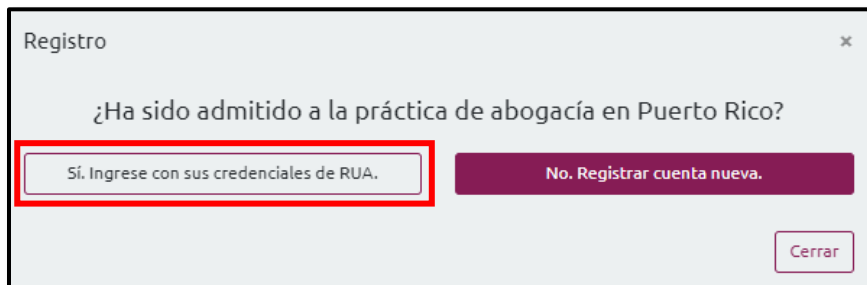 Registro ×
¿Ha sido admitido a la práctica de abogacía en Puerto Rico?
Sí. Ingrese con sus credenciales de RUA. No. Registrar cuenta nueva.
Cerrar